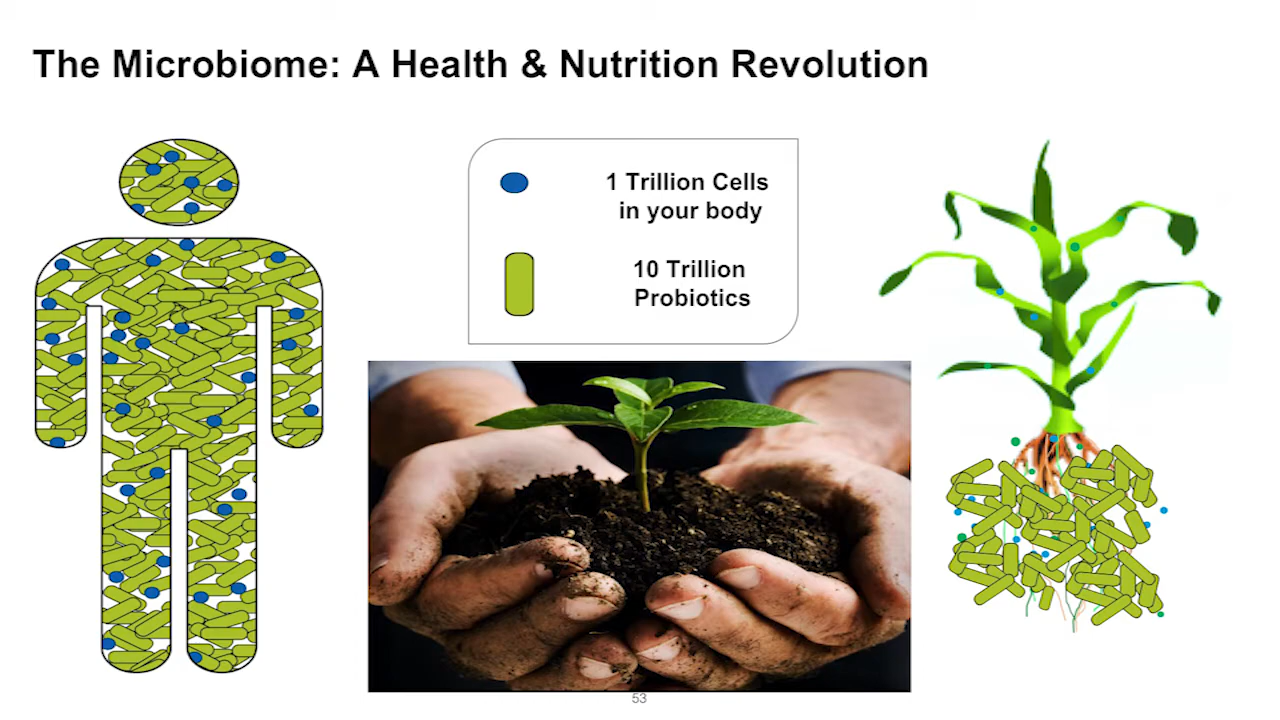 The Microbiome: A Health & Nutrition Revolution
1 Trillion Cells
in your body
10 Trillion
Probiotics
53